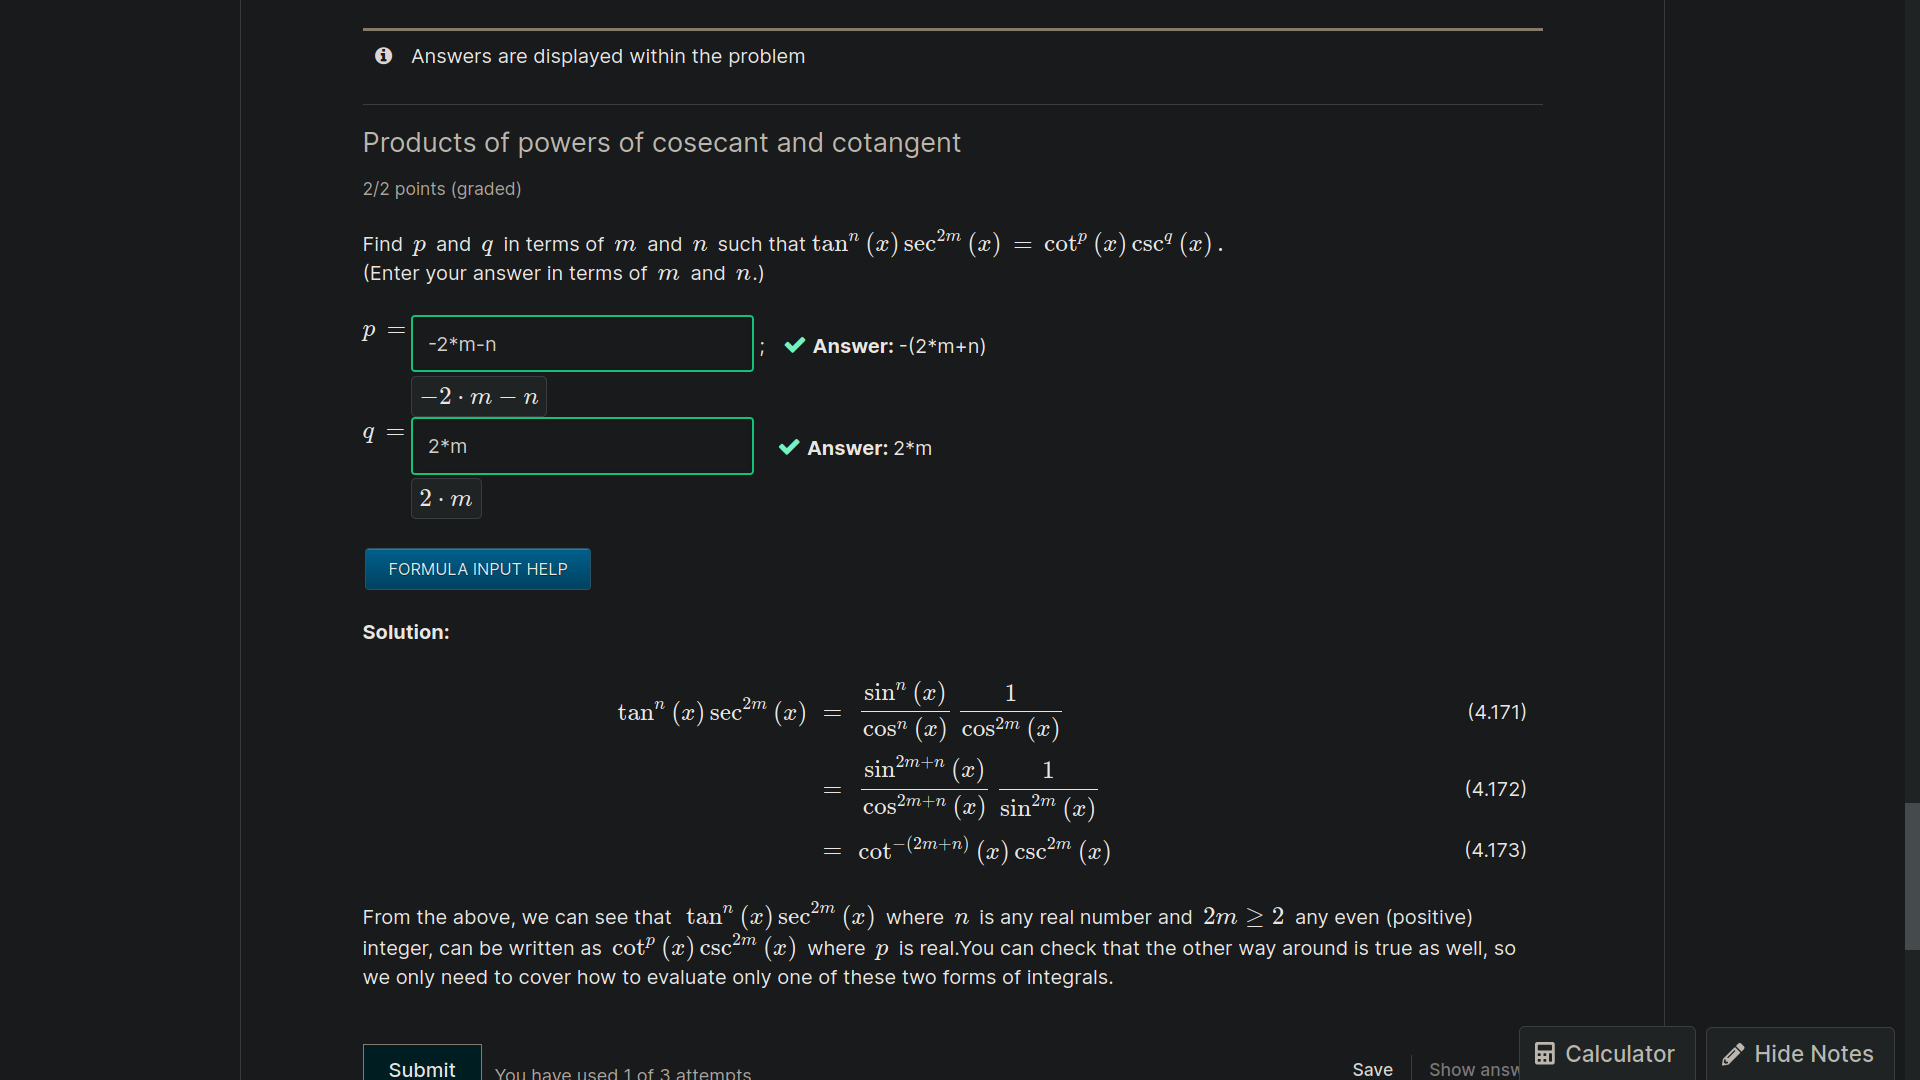 Answers are displayed within the problem
Products of powers of cosecant and cotangent
2/2 points (graded)
Find p and q in terms of m and n such that tan^n (x) sec^{2m} (x) = cot^p (x) csc^q (x).
(Enter your answer in terms of m and n.)
p = -2*m-n ; Answer: -(2*m+n)
−2 · m − n
q = 2*m Answer: 2*m
2 · m
FORMULA INPUT HELP
Solution:
tan^n (x) sec^{2m} (x) = \frac{sin^n (x)}{cos^n (x)} \frac{1}{cos^{2m} (x)} (4.171)
= \frac{sin^{2m+n} (x)}{cos^{2m+n} (x)} \frac{1}{sin^{2m} (x)} (4.172)
= cot^{−(2m+n)} (x) csc^{2m} (x) (4.173)
From the above, we can see that tan^n (x) sec^{2m} (x) where n is any real number and 2m ≥ 2 any even (positive)
integer, can be written as cot^p (x) csc^{2m} (x) where p is real.You can check that the other way around is true as well, so
we only need to cover how to evaluate only one of these two forms of integrals.
Submit You have used 1 of 3 attempts Save Show answ
Calculator Hide Notes